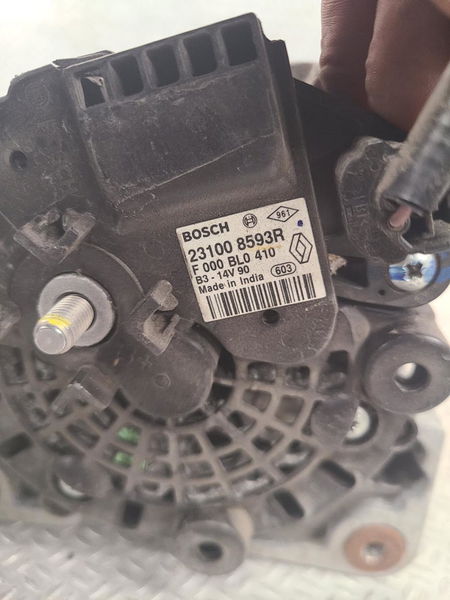 BOSCH
961
23100 8593R
F 000 BL0 410
B3 - 14V 90
Made in India
603